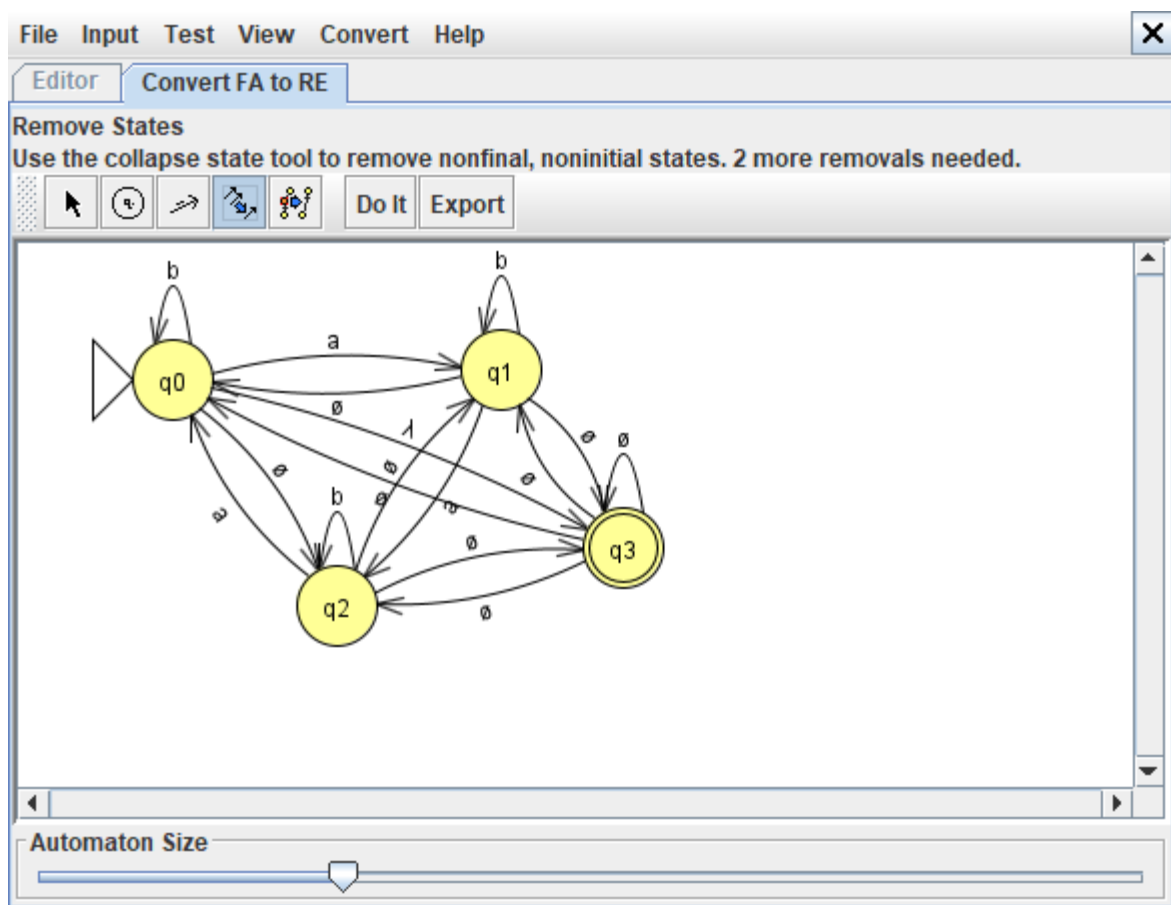 File Input Test View Convert Help
Editor Convert FA to RE
Remove States
Use the collapse state tool to remove nonfinal, noninitial states. 2 more removals needed.
Do It Export
b
b
a
q0
q1
ø
λ
ø
ø
ø
ø
b
a
ø
a
ø
ø
q3
q2
ø
Automaton Size